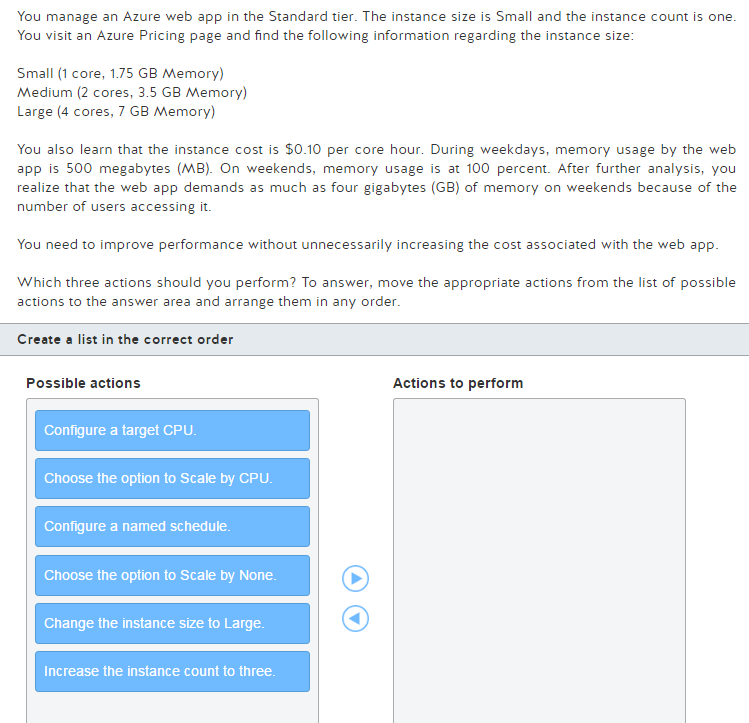 You manage an Azure web app in the Standard tier. The instance size is Small and the instance count is one.
You visit an Azure Pricing page and find the following information regarding the instance size:
Small (1 core, 1.75 GB Memory)
Medium (2 cores, 3.5 GB Memory)
Large (4 cores, 7 GB Memory)
You also learn that the instance cost is $0.10 per core hour. During weekdays, memory usage by the web
app is 500 megabytes (MB). On weekends, memory usage is at 100 percent. After further analysis, you
realize that the web app demands as much as four gigabytes (GB) of memory on weekends because of the
number of users accessing it.
You need to improve performance without unnecessarily increasing the cost associated with the web app.
Which three actions should you perform? To answer, move the appropriate actions from the list of possible
actions to the answer area and arrange them in any order.
Create a list in the correct order
Possible actions
Configure a target CPU.
Choose the option to Scale by CPU.
Configure a named schedule.
Choose the option to Scale by None.
Change the instance size to Large.
Increase the instance count to three.
Actions to perform